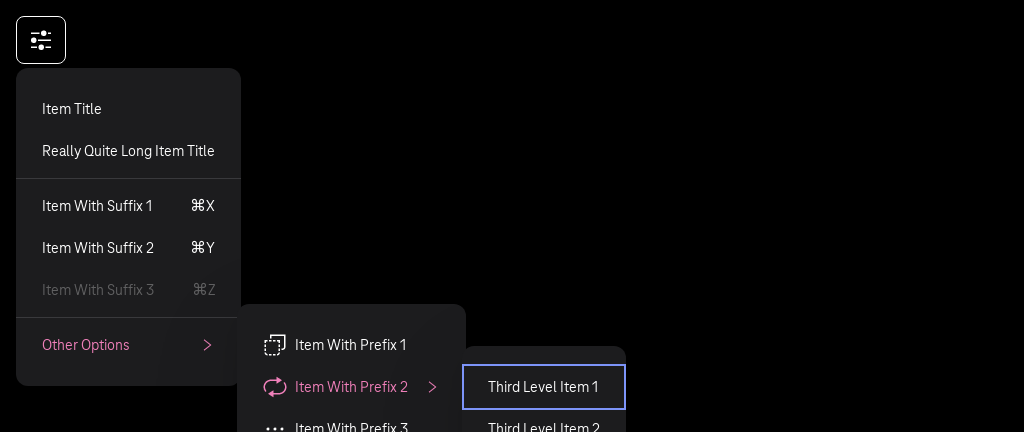 Item Title
Really Quite Long Item Title
Item With Suffix 1 ⌘X
Item With Suffix 2 ⌘Y
Item With Suffix 3 ⌘Z
Other Options
Item With Prefix 1
Item With Prefix 2
Third Level Item 1
Item With Prefix 3
Third Level Item 2